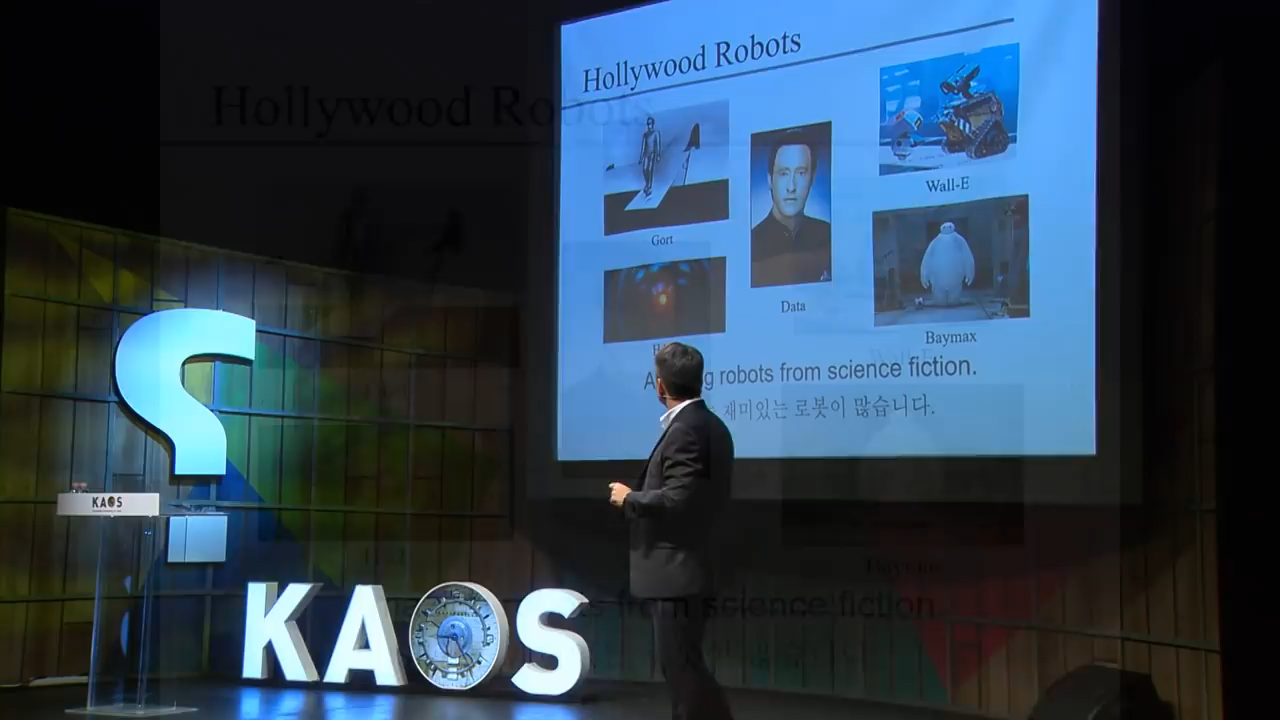 Hollywood Robots
Gort
Data
Wall-E
Baymax
robots from science fiction.
재미있는 로봇이 많습니다.
KAOS
KAOS